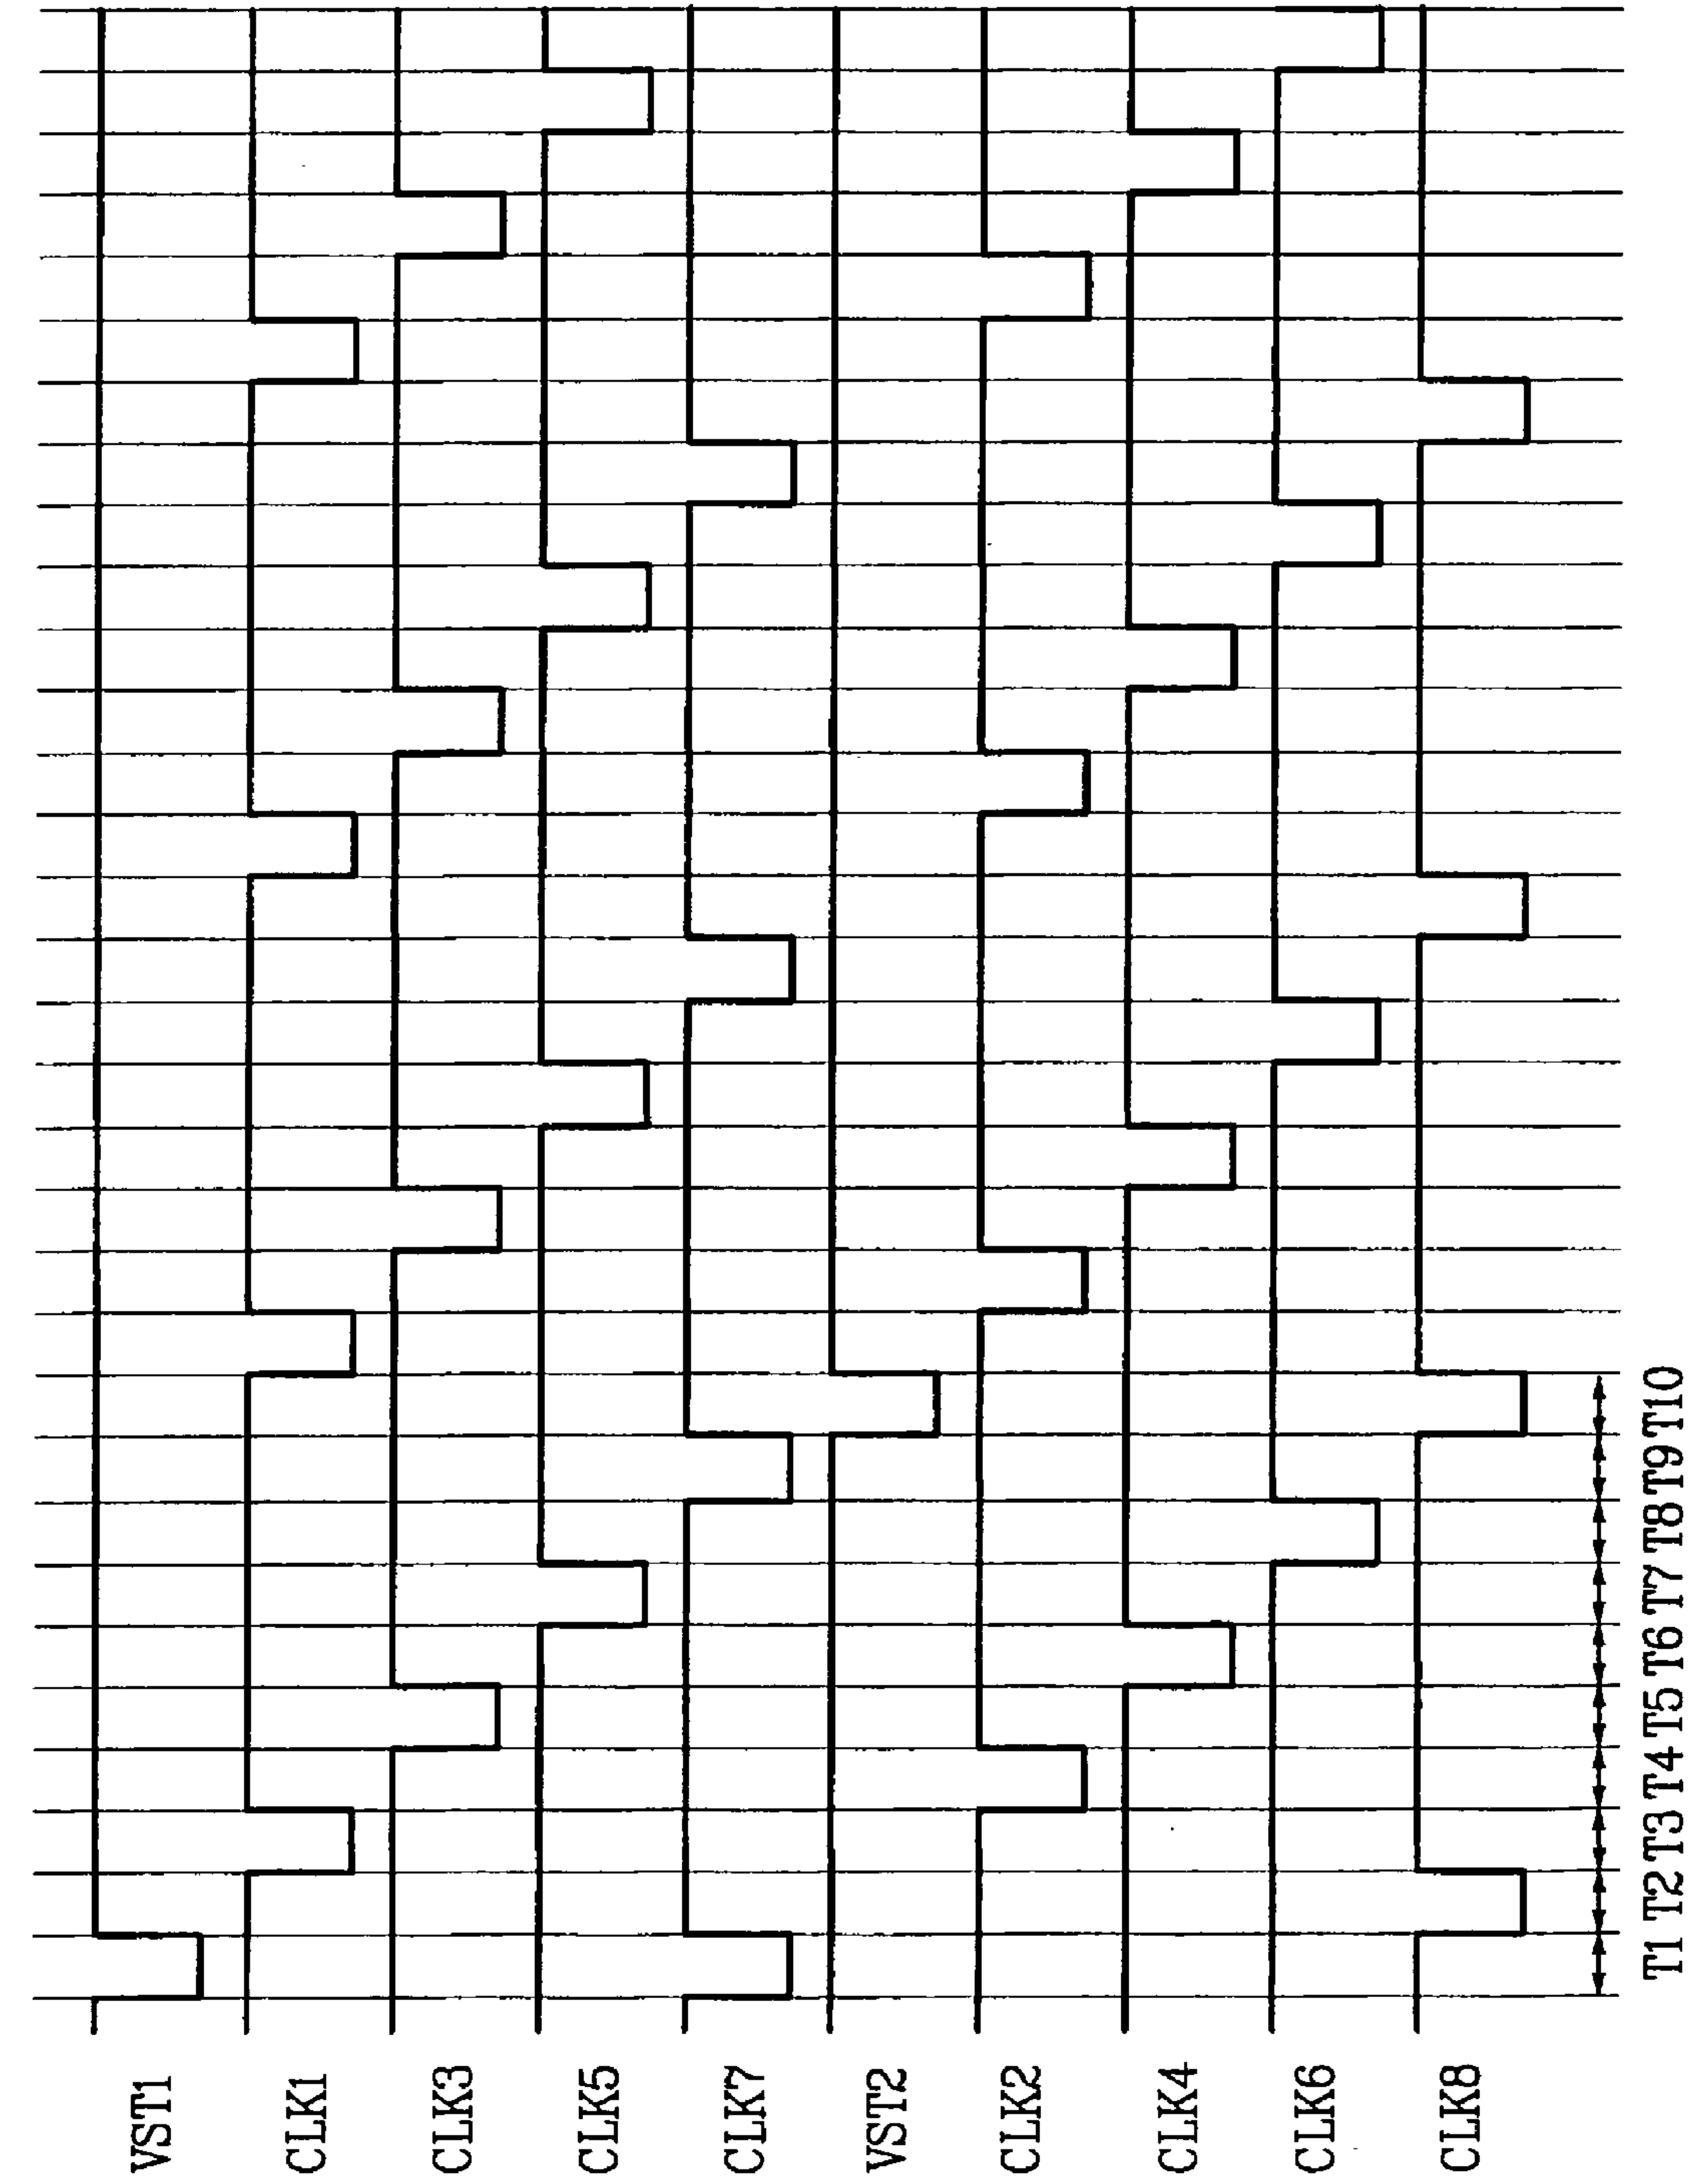 VST1
CLK1
CLK3
CLK5
CLK7
VST2
CLK2
CLK4
CLK6
CLK8
T1 T2 T3 T4 T5 T6 T7 T8 T9 T10